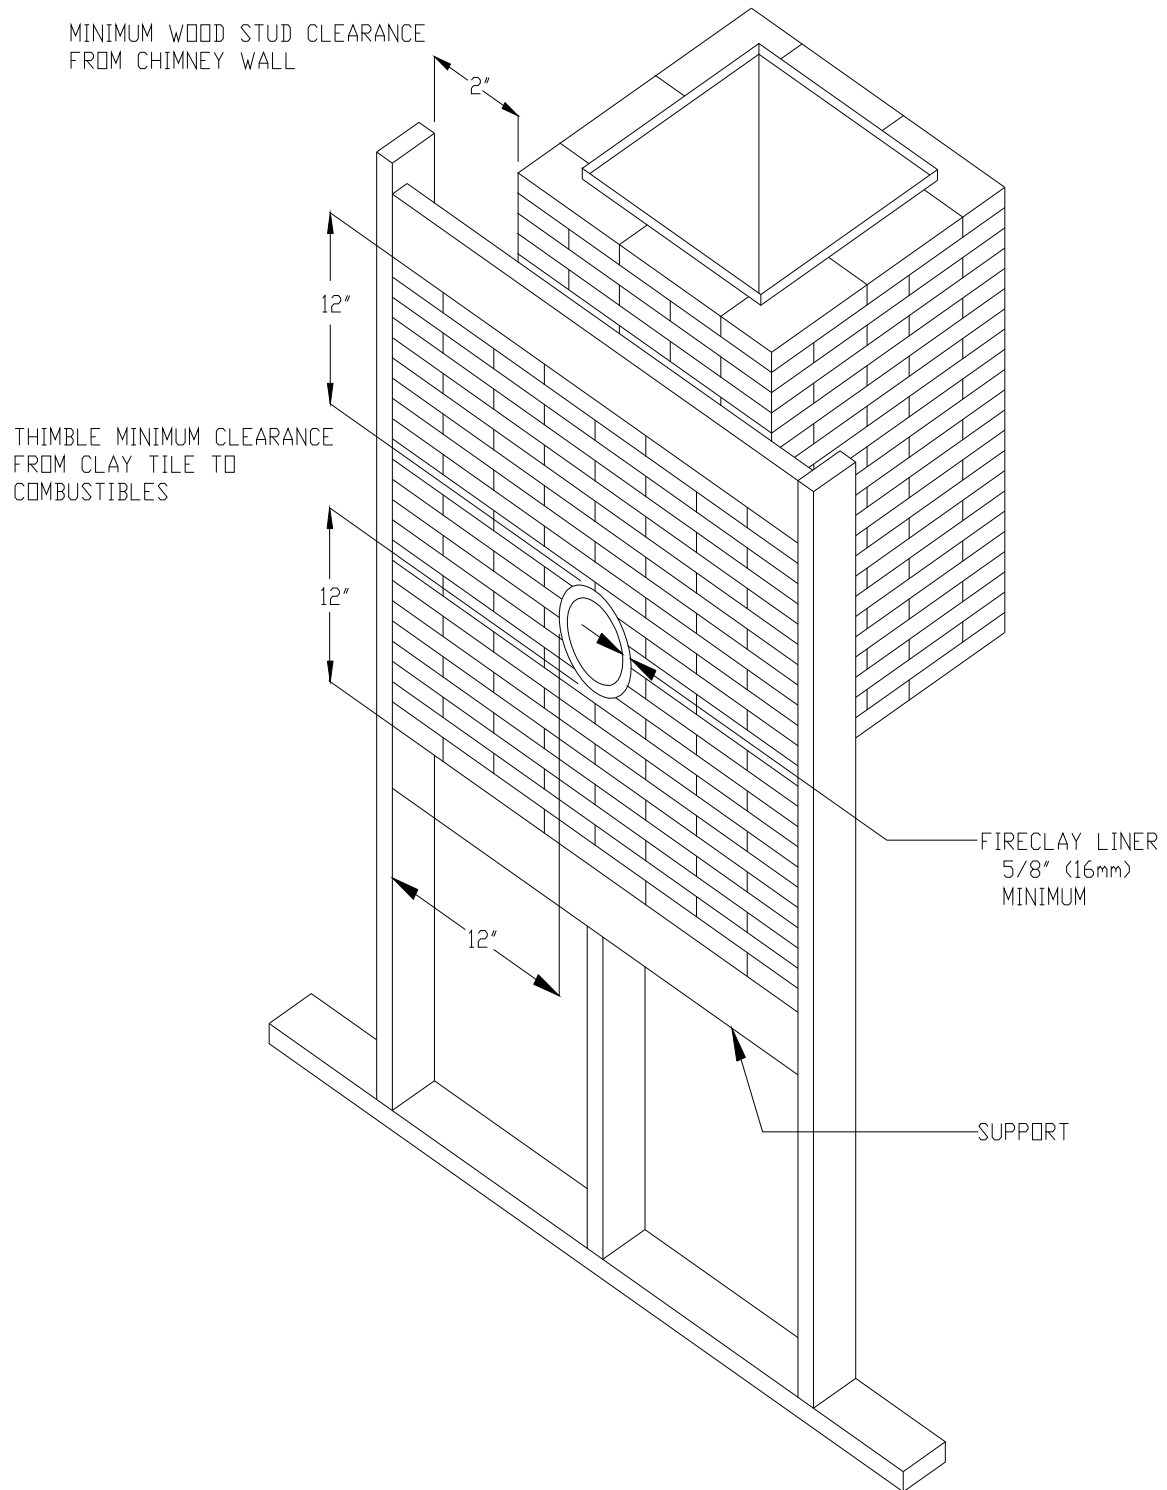 MINIMUM WOOD STUD CLEARANCE
FROM CHIMNEY WALL
2"
12"
THIMBLE MINIMUM CLEARANCE
FROM CLAY TILE TO
COMBUSTIBLES
12"
FIRECLAY LINER
5/8" (16mm)
MINIMUM
12"
SUPPORT